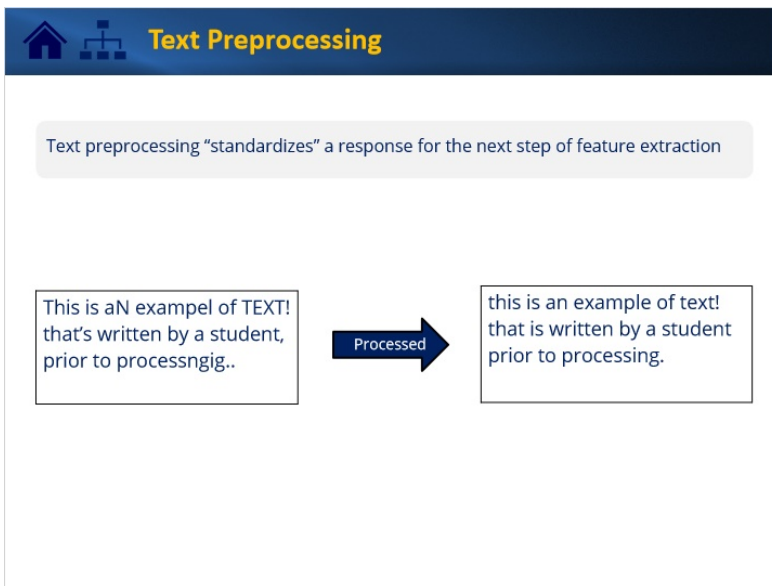 Text Preprocessing
Text preprocessing “standardizes” a response for the next step of feature extraction
This is aN exampel of TEXT!
that’s written by a student,
prior to processngig..
Processed
this is an example of text!
that is written by a student
prior to processing.